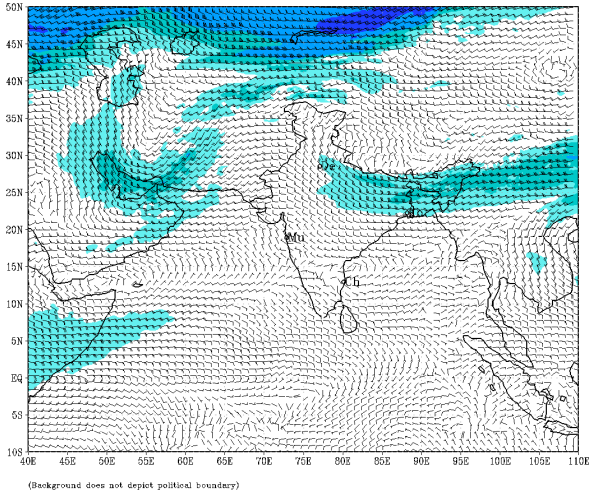 50N
45N
40N
35N
30N
25N
20N
15N
10N
5N
EQ
5S
10S
Mu
Ch
40E 45E 50E 55E 60E 65E 70E 75E 80E 85E 90E 95E 100E 105E 110E
(Background does not depict political boundary)